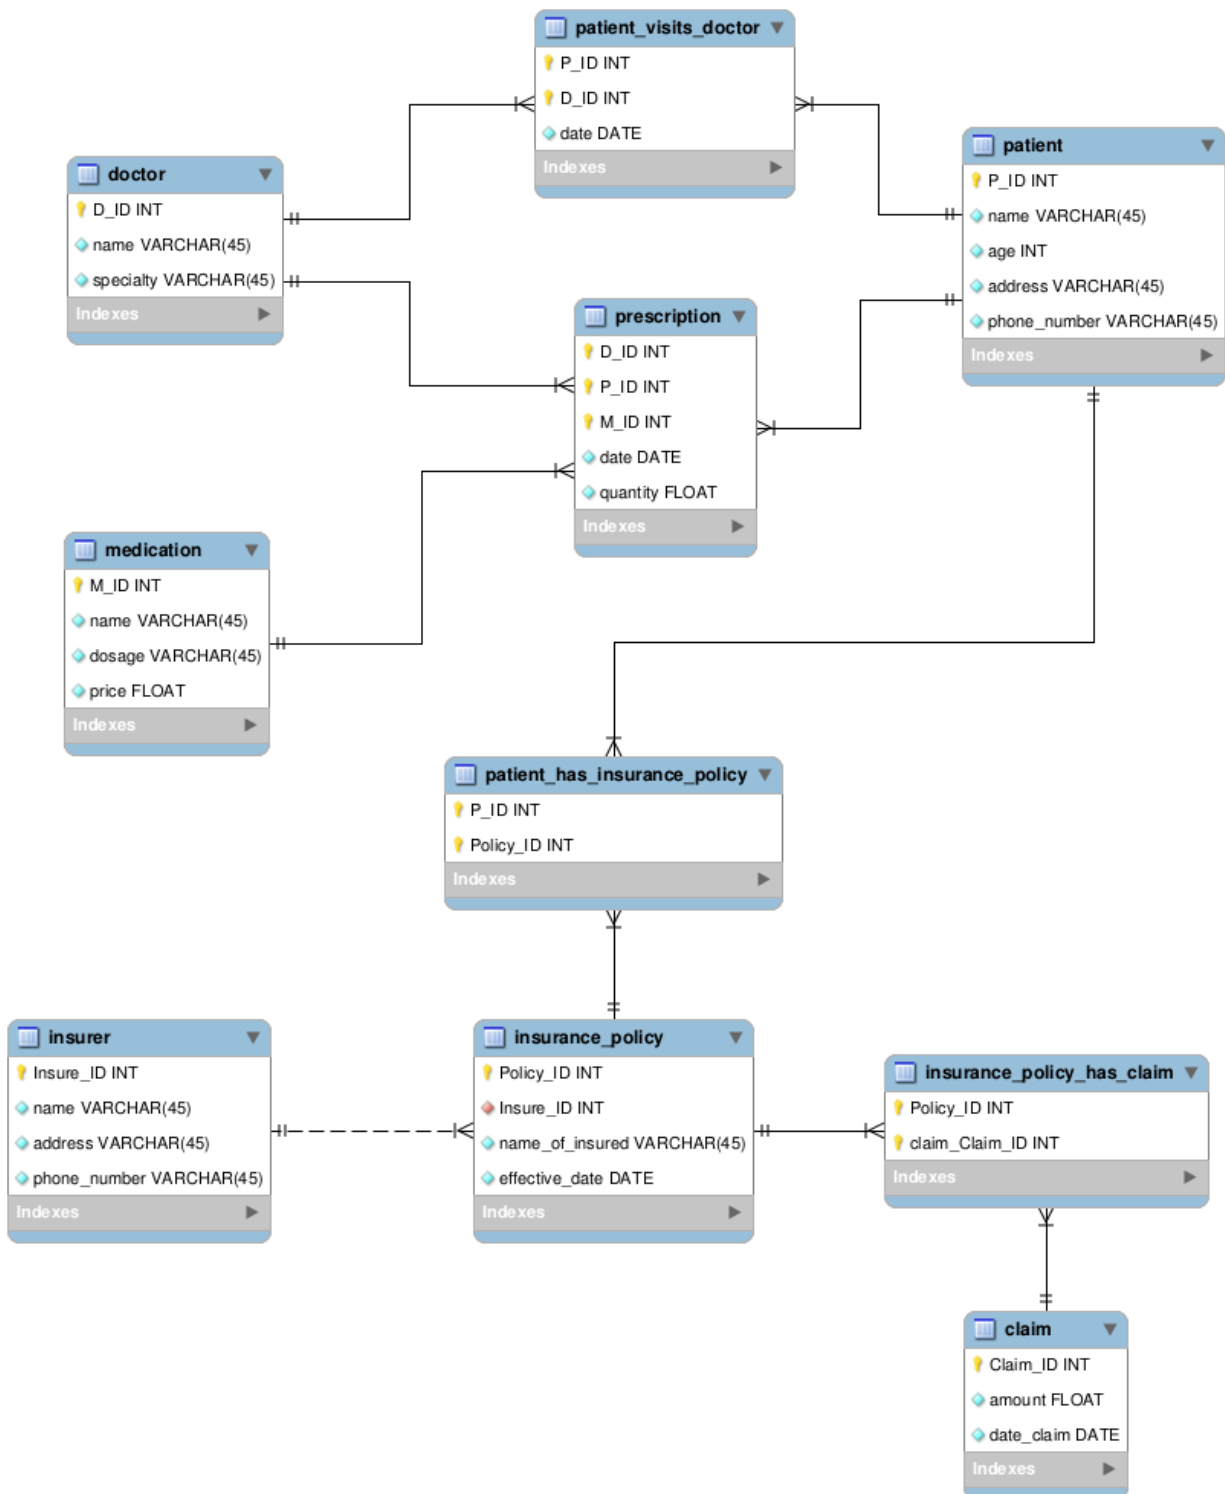 patient_visits_doctor
P_ID INT
D_ID INT
date DATE
Indexes
doctor
D_ID INT
name VARCHAR(45)
specialty VARCHAR(45)
Indexes
patient
P_ID INT
name VARCHAR(45)
age INT
address VARCHAR(45)
phone_number VARCHAR(45)
Indexes
prescription
D_ID INT
P_ID INT
M_ID INT
date DATE
quantity FLOAT
Indexes
medication
M_ID INT
name VARCHAR(45)
dosage VARCHAR(45)
price FLOAT
Indexes
patient_has_insurance_policy
P_ID INT
Policy_ID INT
Indexes
insurer
Insure_ID INT
name VARCHAR(45)
address VARCHAR(45)
phone_number VARCHAR(45)
Indexes
insurance_policy
Policy_ID INT
Insure_ID INT
name_of_insured VARCHAR(45)
effective_date DATE
Indexes
insurance_policy_has_claim
Policy_ID INT
claim_Claim_ID INT
Indexes
claim
Claim_ID INT
amount FLOAT
date_claim DATE
Indexes